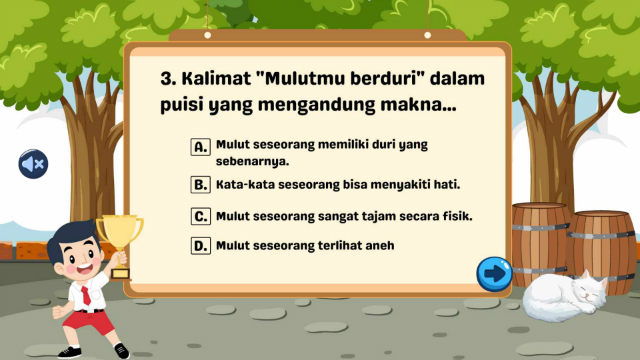 3. Kalimat "Mulutmu berduri" dalam
puisi yang mengandung makna...
A. Mulut seseorang memiliki duri yang
sebenarnya.
B. Kata-kata seseorang bisa menyakiti hati.
C. Mulut seseorang sangat tajam secara fisik.
D. Mulut seseorang terlihat aneh